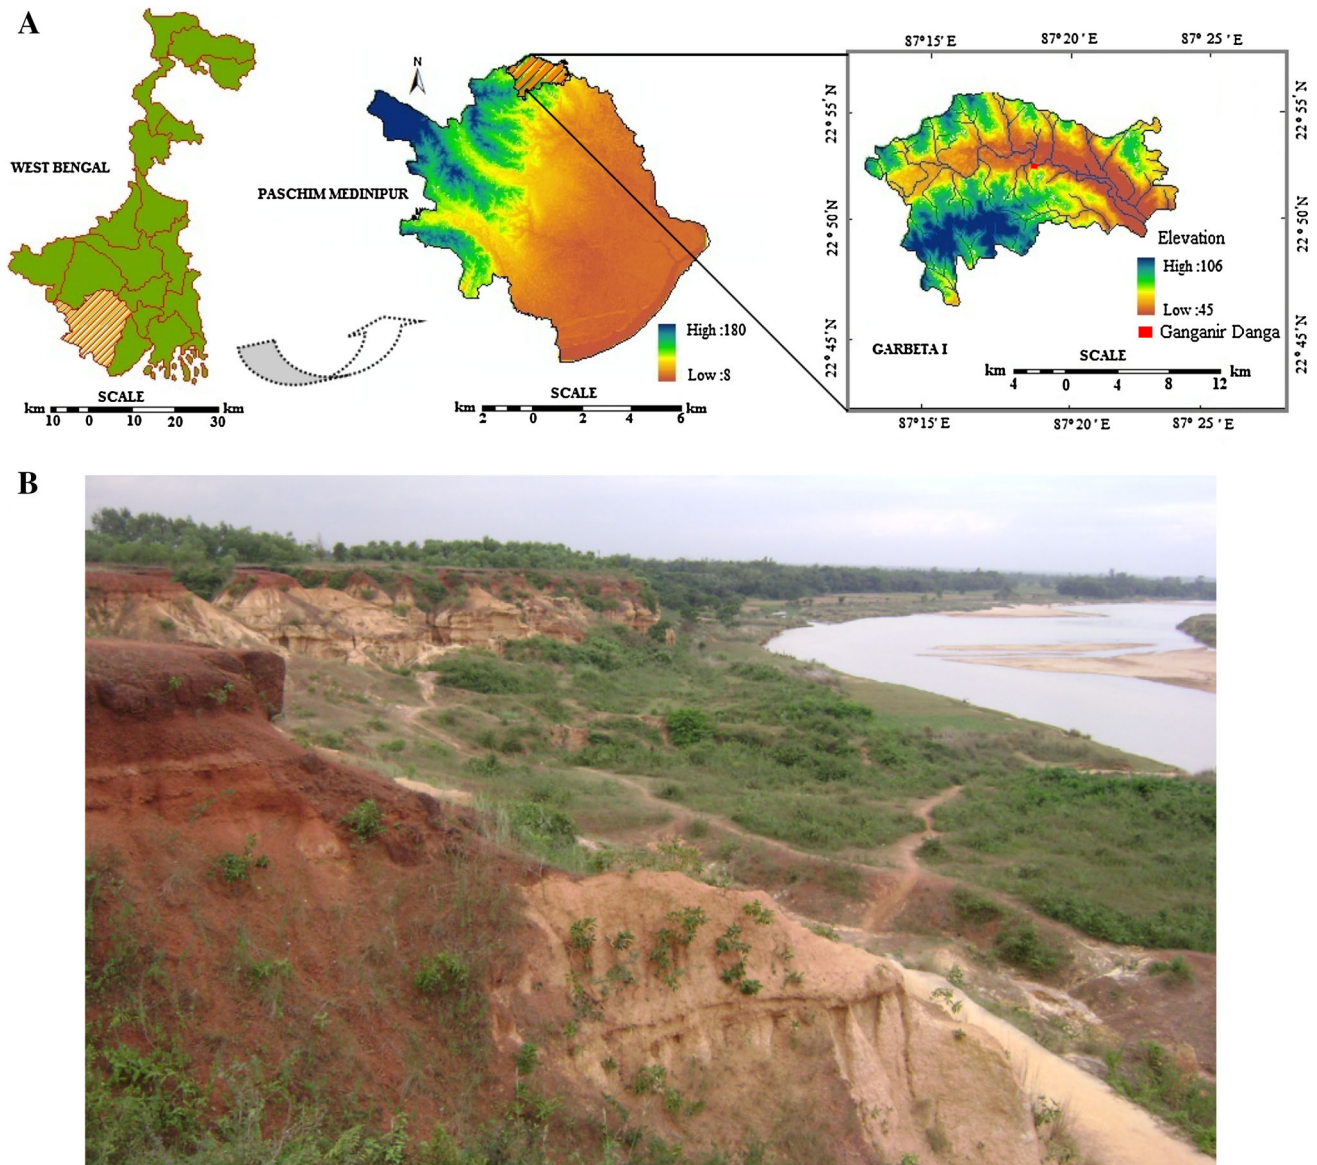 A
WEST BENGAL
SCALE
km km
10 0 10 20 30
N
PASCHIM MEDINIPUR
High :180
Low :8
SCALE
km km
2 0 2 4 6
87° 15′ E 87° 20′ E 87° 25′ E
22° 55′ N 22° 55′ N
22° 50′ N 22° 50′ N
22° 45′ N 22° 45′ N
Elevation
High :106
Low :45
Ganganir Danga
GARBETA I
SCALE
km km
4 0 4 8 12
87° 15′ E 87° 20′ E 87° 25′ E
B